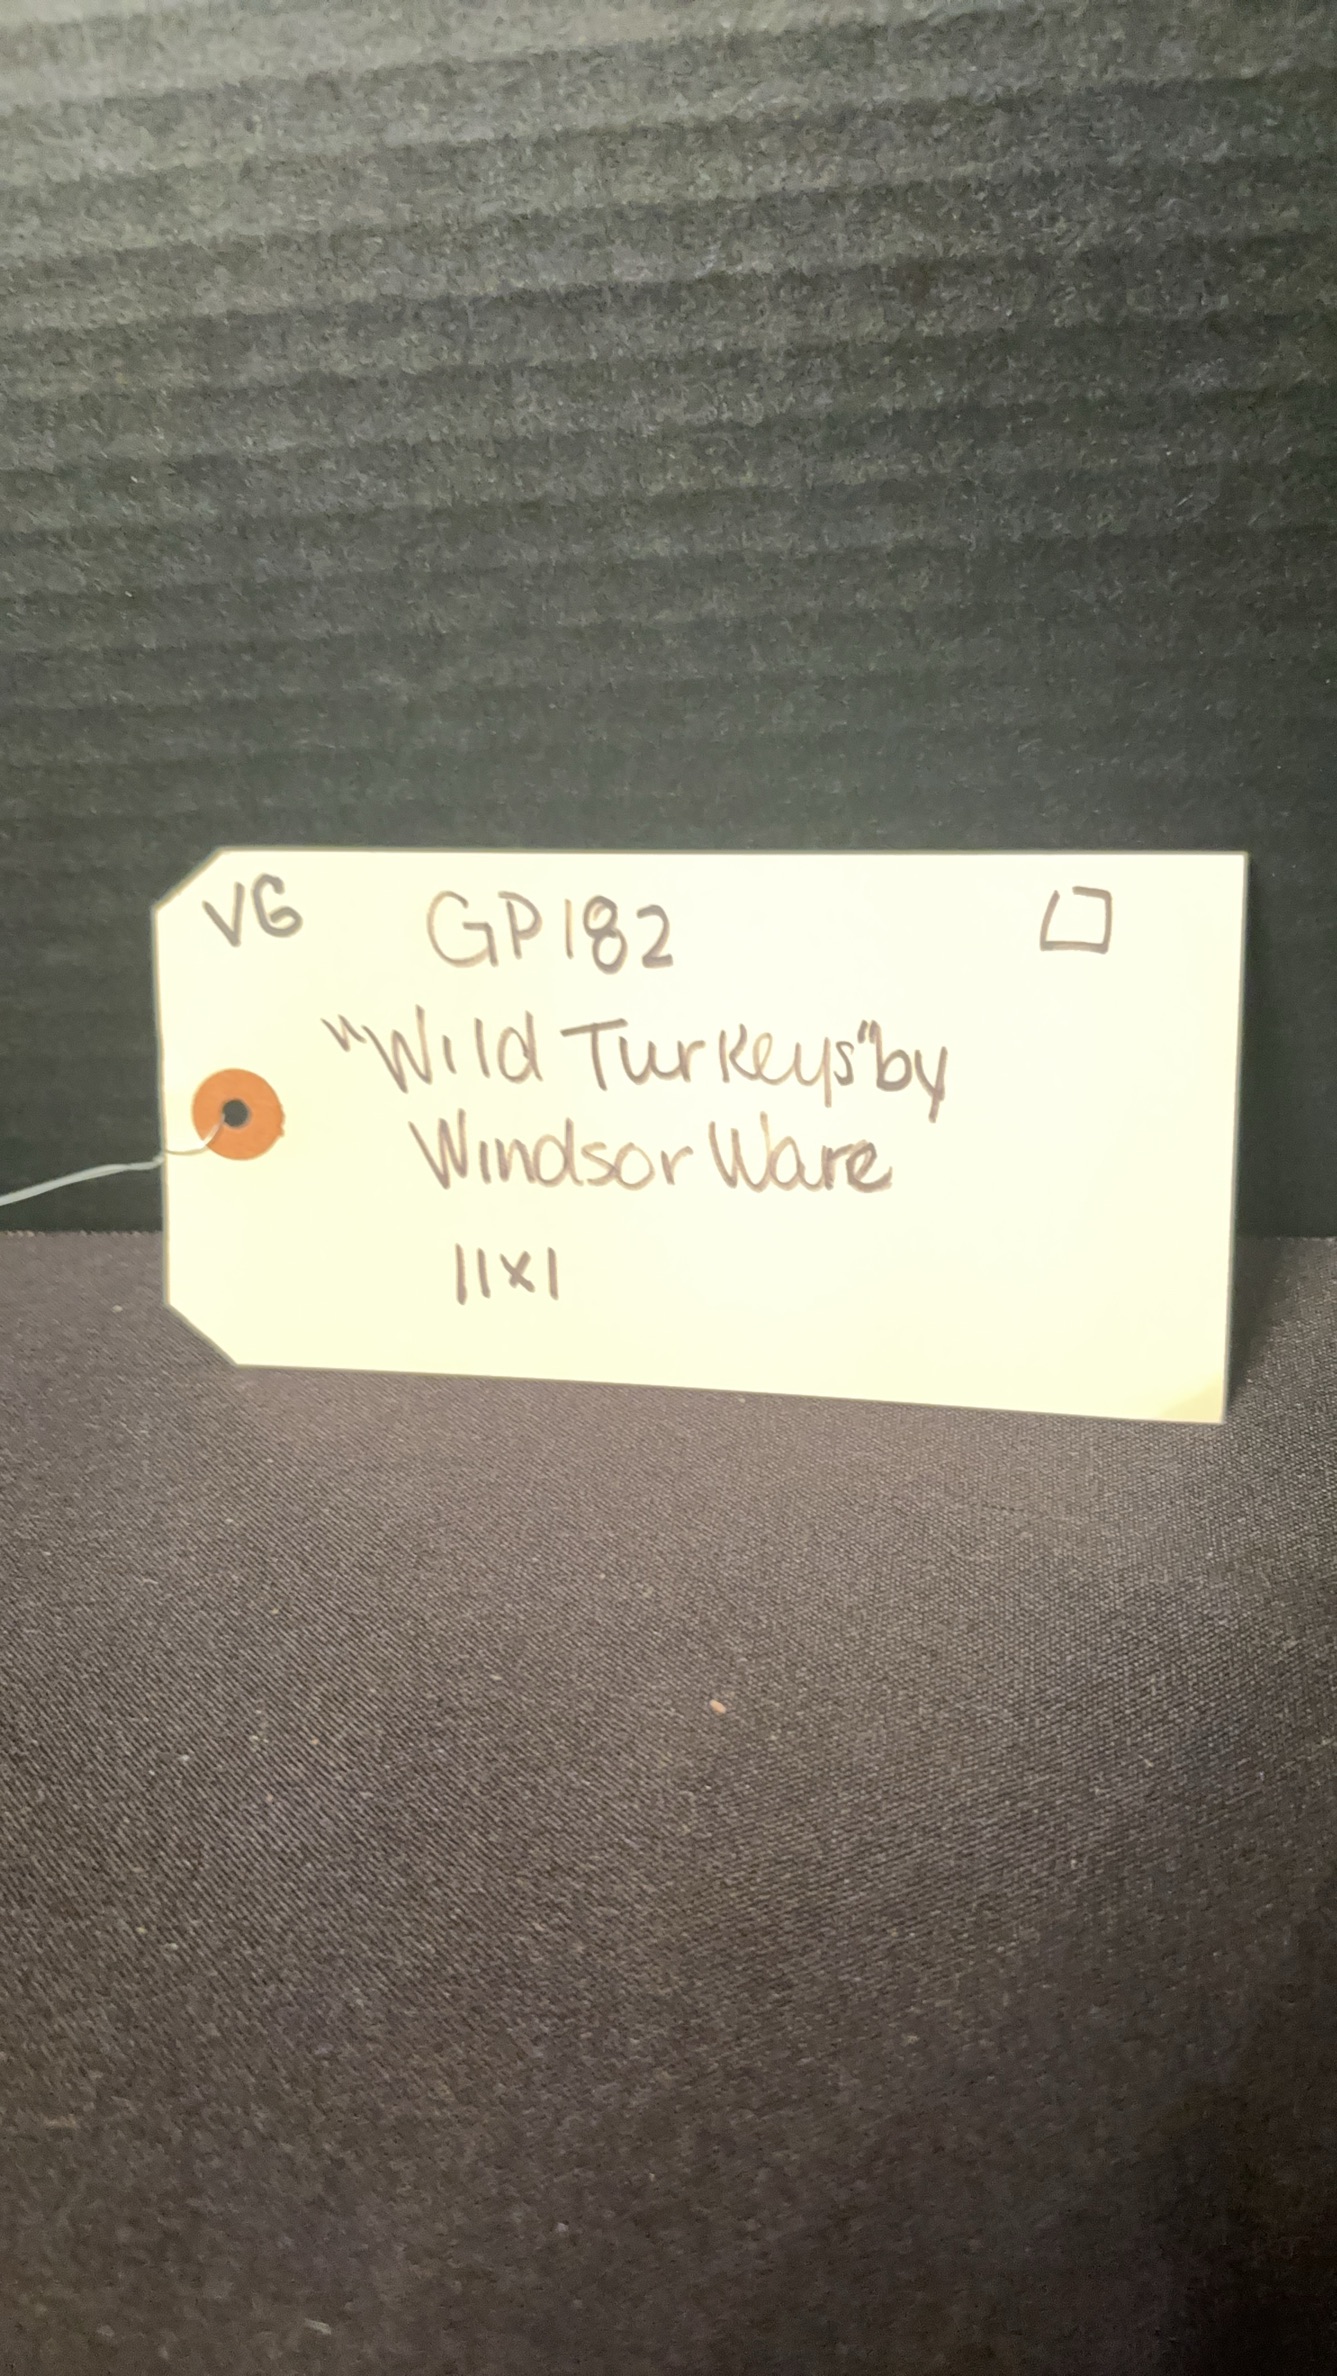 VG GP182
"Wild Turkeys" by
Windsor Ware
11x1